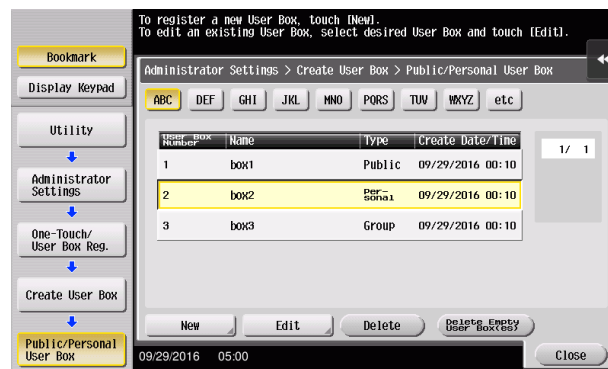 To register a new User Box, touch [New].
To edit an existing User Box, select desired User Box and touch [Edit].
Bookmark
Display Keypad
Utility
Administrator
Settings
One-Touch/
User Box Reg.
Create User Box
Public/Personal
User Box
Administrator Settings > Create User Box > Public/Personal User Box
ABC DEF GHI JKL MNO PQRS TUV WXYZ etc
User Box
Number Name Type Create Date/Time
1 box1 Public 09/29/2016 00:10
2 box2 Per-
sonal 09/29/2016 00:10
3 box3 Group 09/29/2016 00:10
1/ 1
New Edit Delete Delete Empty
User Box(es)
09/29/2016 05:00 Close